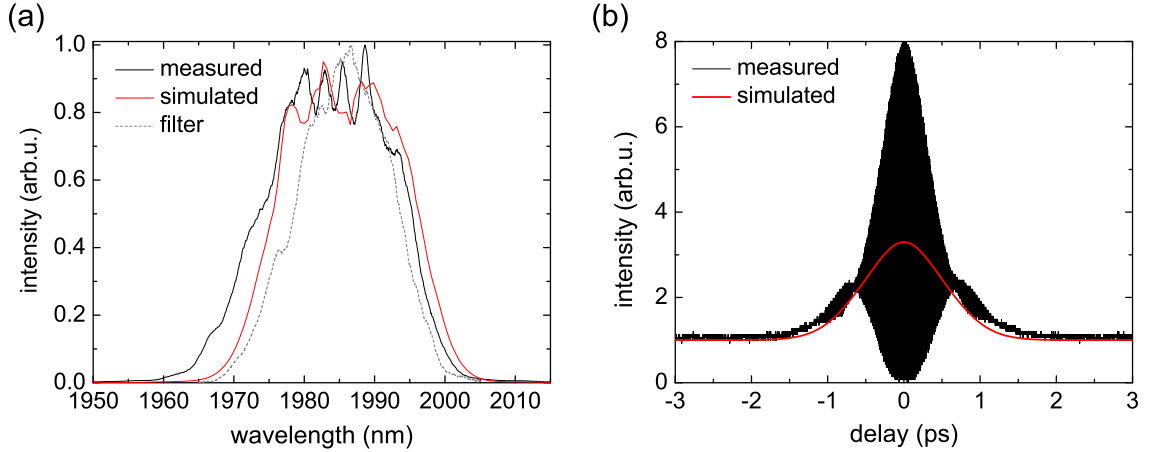 (a)
intensity (arb.u.)
1.0
0.8
0.6
0.4
0.2
0.0
measured
simulated
filter
1950 1960 1970 1980 1990 2000 2010
wavelength (nm)
(b)
intensity (arb.u.)
8
6
4
2
0
measured
simulated
-3 -2 -1 0 1 2 3
delay (ps)